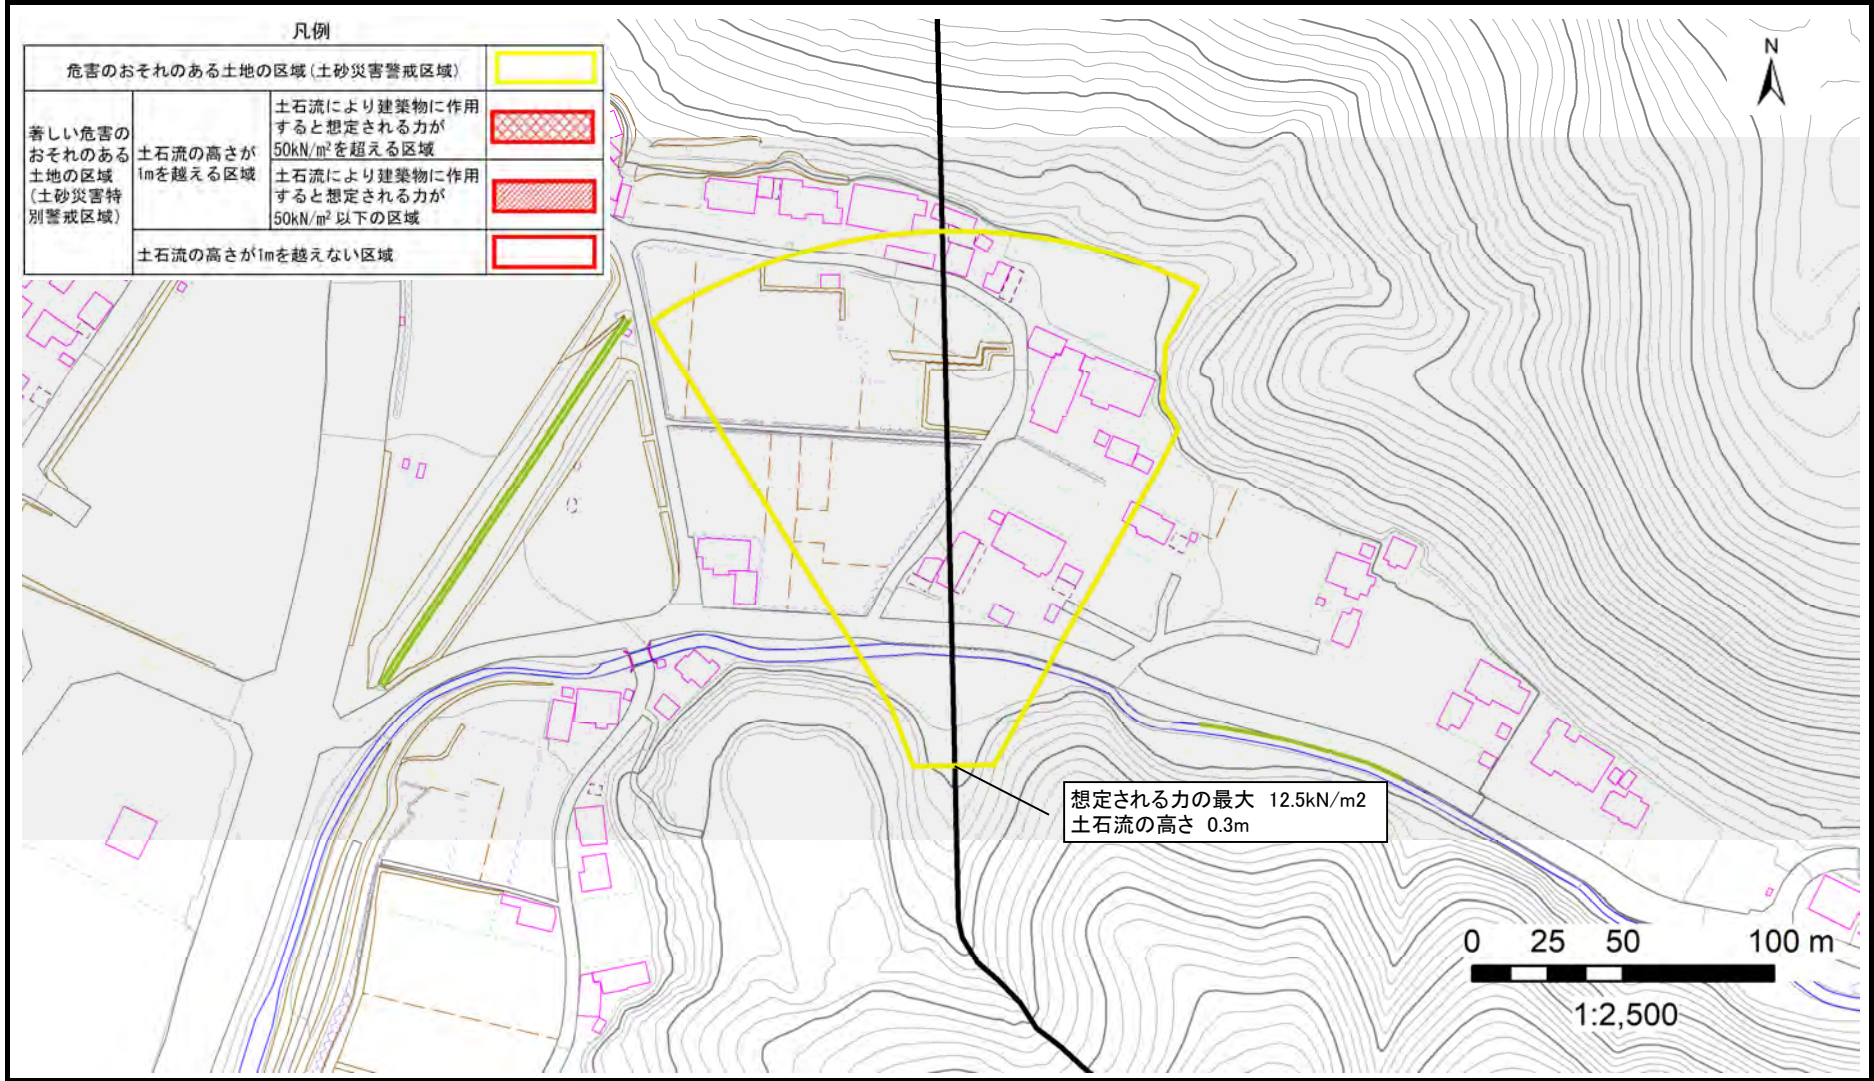 凡例
危害のおそれのある土地の区域(土砂災害警戒区域)
著しい危害の
おそれのある
土地の区域
(土砂災害特
別警戒区域)
土石流の高さが
1mを越える区域
土石流により建築物に作用
すると想定される力が
50kN/m²を超える区域
土石流により建築物に作用
すると想定される力が
50kN/m²以下の区域
土石流の高さが1mを越えない区域
N
想定される力の最大 12.5kN/m2
土石流の高さ 0.3m
0 25 50 100 m
1:2,500